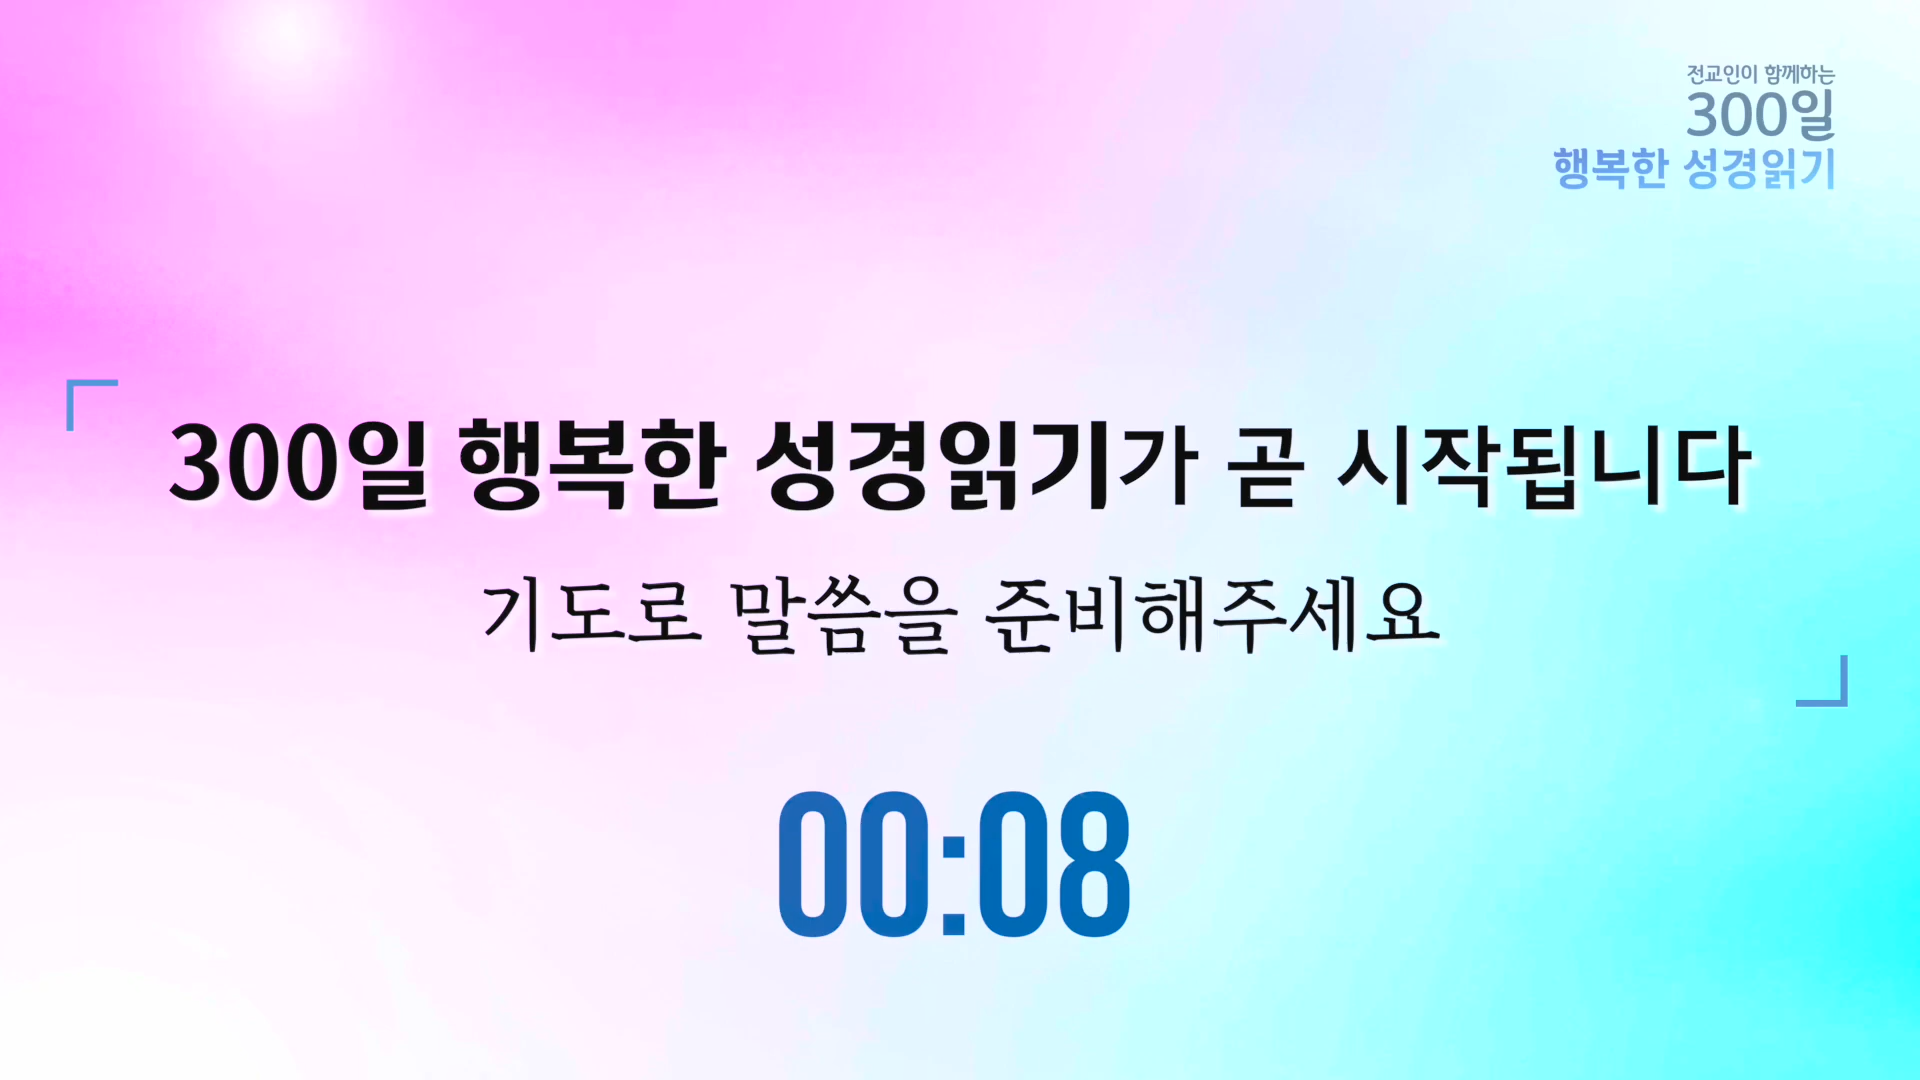 전교인이 함께하는
300일
행복한 성경읽기
300일 행복한 성경읽기가 곧 시작됩니다
기도로 말씀을 준비해주세요
00:08